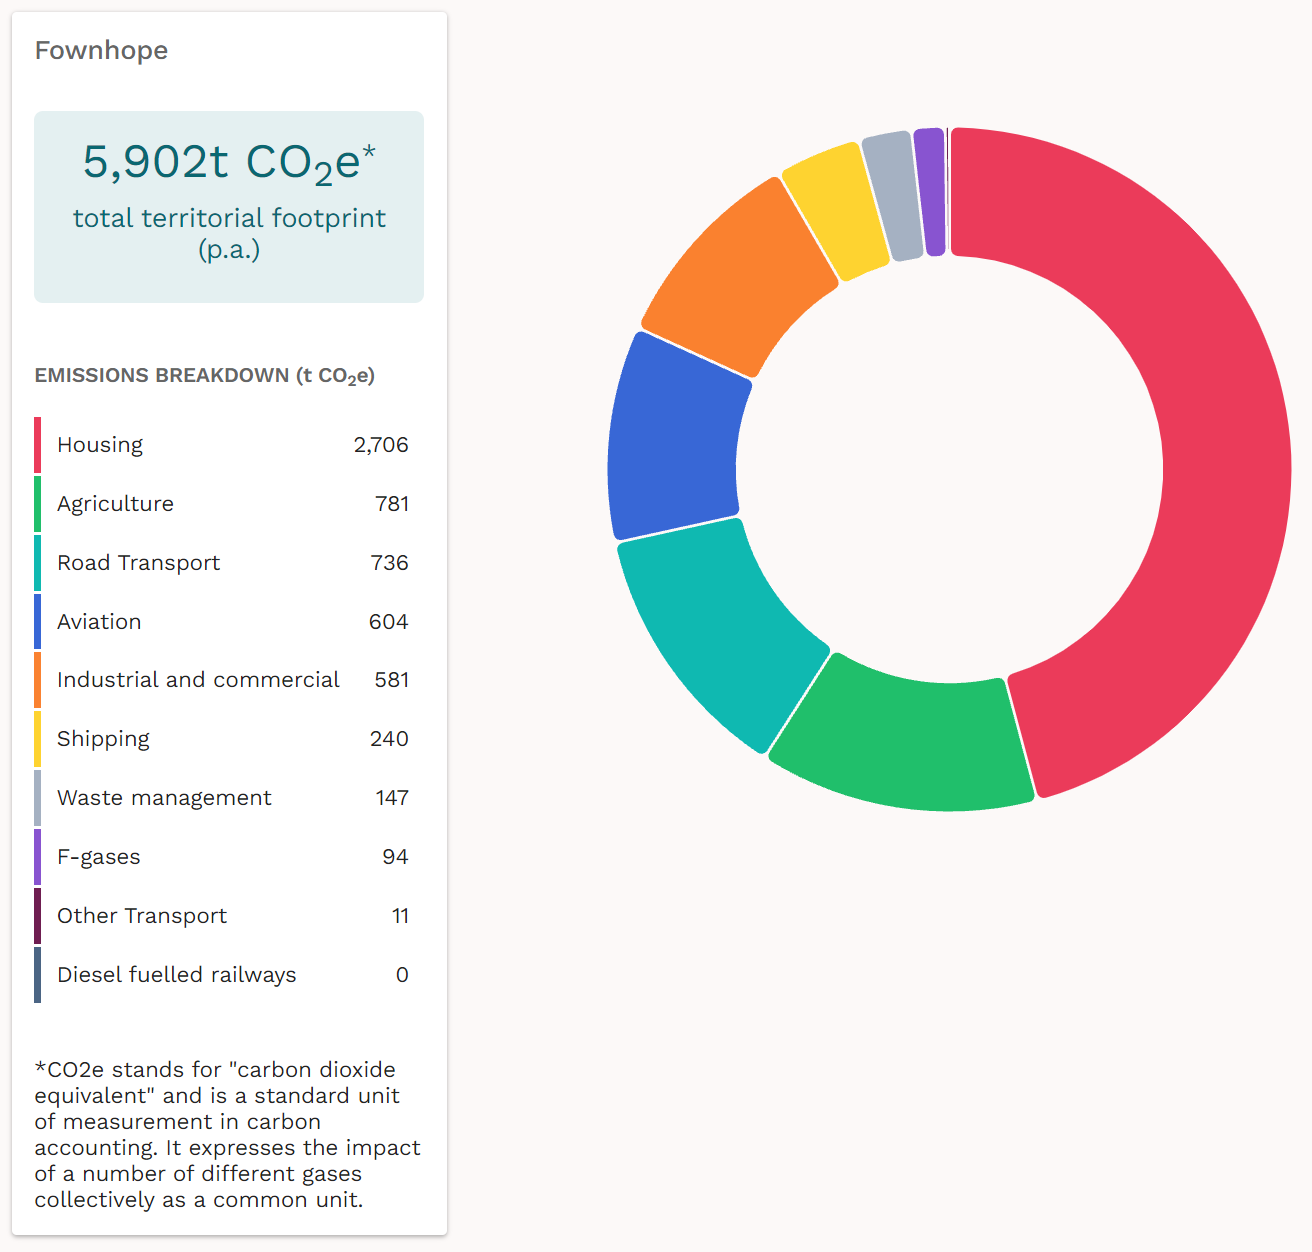 Fownhope
5,902t CO₂e*
total territorial footprint
(p.a.)
EMISSIONS BREAKDOWN (t CO₂e)
Housing 2,706
Agriculture 781
Road Transport 736
Aviation 604
Industrial and commercial 581
Shipping 240
Waste management 147
F-gases 94
Other Transport 11
Diesel fuelled railways 0
*CO2e stands for "carbon dioxide
equivalent" and is a standard unit
of measurement in carbon
accounting. It expresses the impact
of a number of different gases
collectively as a common unit.